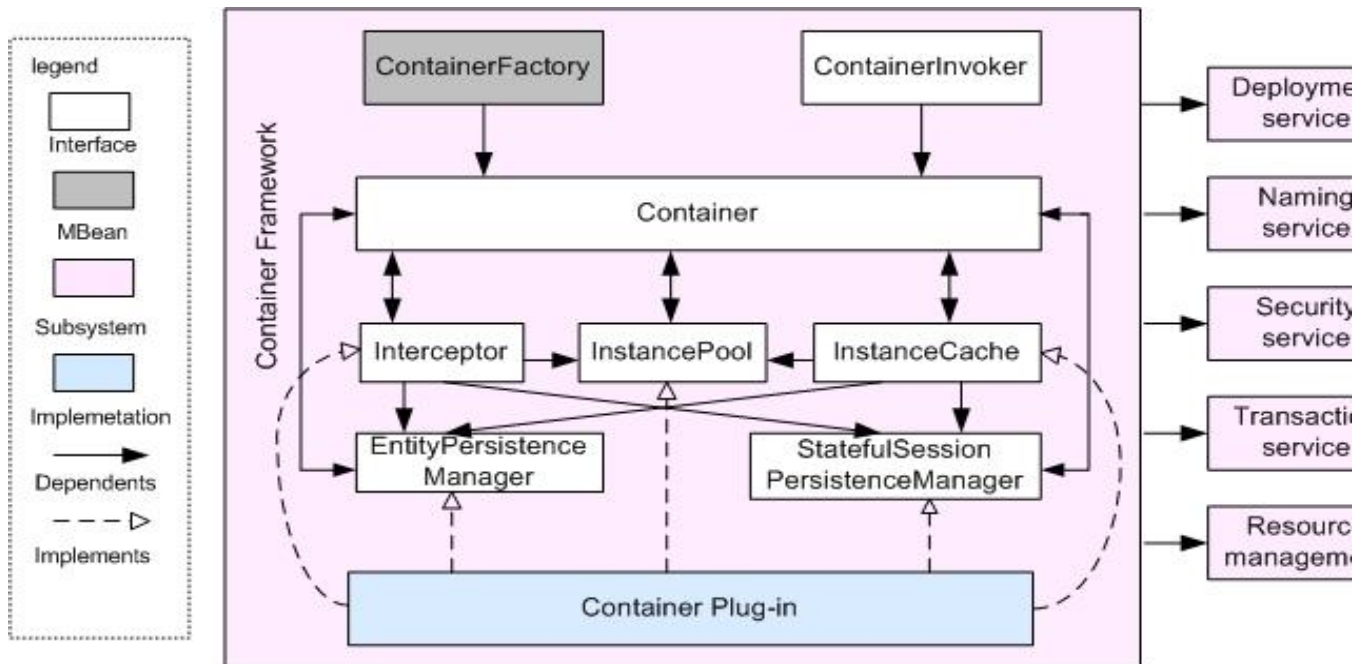 legend
Interface
MBean
Subsystem
Implemetation
Dependents
Implements
Container Framework
ContainerFactory
ContainerInvoker
Container
Interceptor
InstancePool
InstanceCache
EntityPersistence
Manager
StatefulSession
PersistenceManager
Container Plug-in
service
Naming
service
Security
service
service